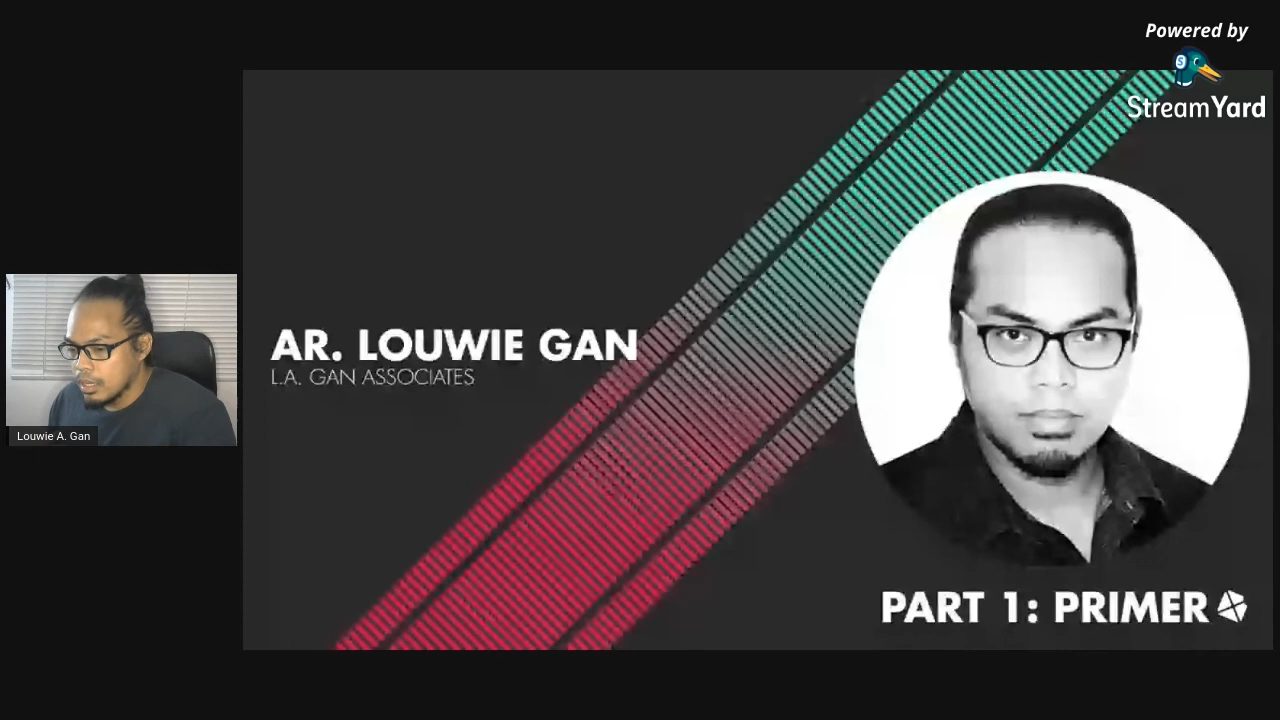 Powered by
StreamYard
AR. LOUWIE GAN
L.A. GAN ASSOCIATES
Louwie A. Gan
PART 1: PRIMER